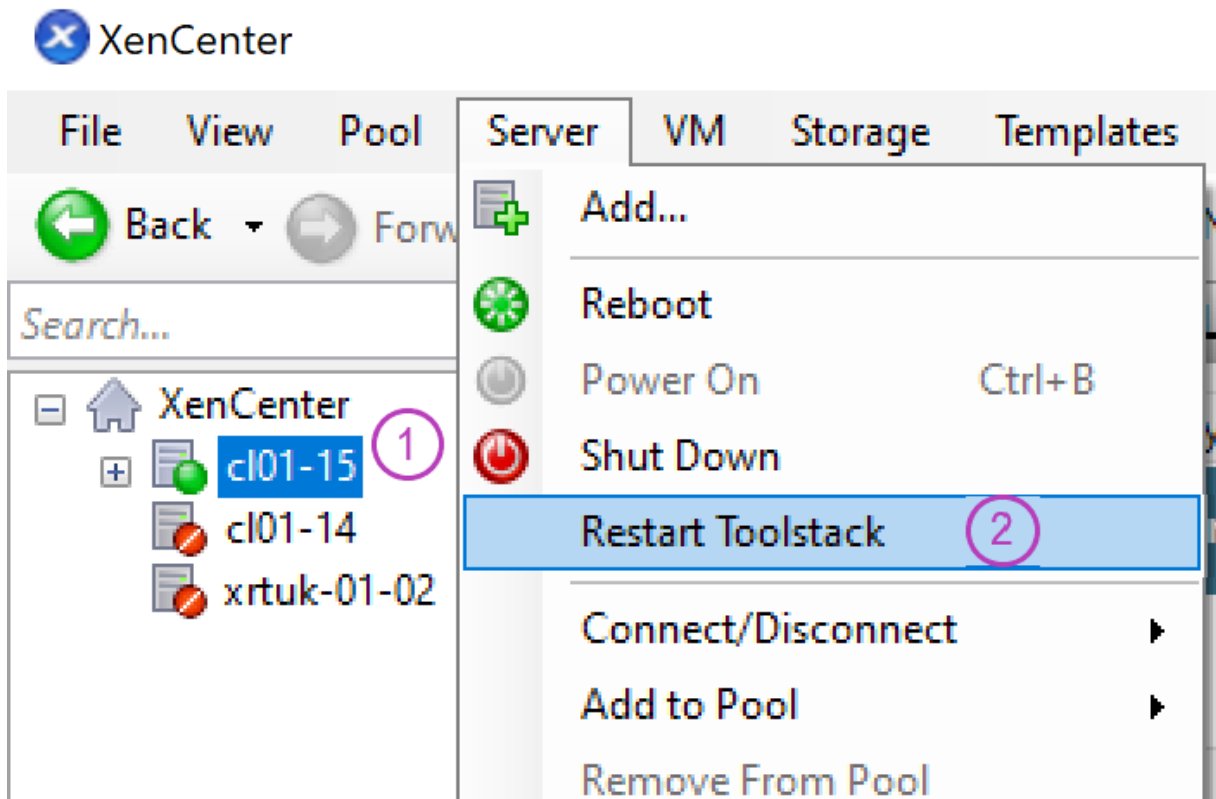 XenCenter
File View Pool Server VM Storage Templates
Back Forw
Search...
Add...
Reboot
Power On Ctrl+B
Shut Down
Restart Toolstack 2
Connect/Disconnect
Add to Pool
Remove From Pool
XenCenter
cl01-15 1
cl01-14
xrtuk-01-02